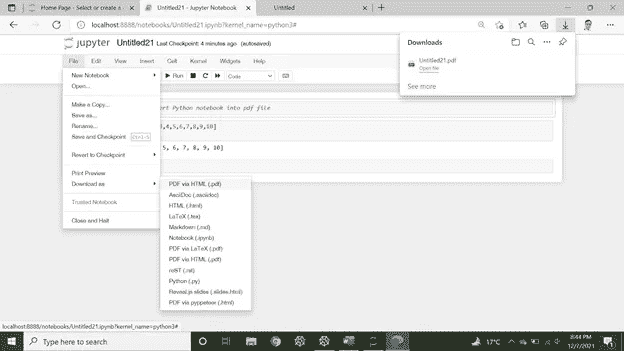 Home Page - Select or create a
Untitled21 - Jupyter Notebook
Untitled
localhost:8888/notebooks/Untitled21.ipynb?kernel_name=python3#
jupyter Untitled21 Last Checkpoint: 4 minutes ago (autosaved)
File Edit View Insert Cell Kernel Widgets Help
Run Code
Downloads
Untitled21.pdf
Open file
See more
New Notebook
Open...
Make a Copy...
Save as...
Rename...
Save and Checkpoint
Revert to Checkpoint
Print Preview
Download as
Trusted Notebook
Close and Halt
ort Python notebook into pdf file
,4,5,6,7,8,9,10]
5, 6, 7, 8, 9, 10]
PDF via HTML (.pdf)
AsciiDoc (.asciidoc)
HTML (.html)
LaTeX (.tex)
Markdown (.md)
Notebook (.ipynb)
PDF via LaTeX (.pdf)
PDF via HTML (.pdf)
reST (.rst)
Python (.py)
Reveal.js slides (.slides.html)
PDF via pyppeteer (.html)
localhost:8888/notebooks/Untitled21.ipynb?kernel_name=python3#
Type here to search
17°C
8:44 PM
12/7/2021